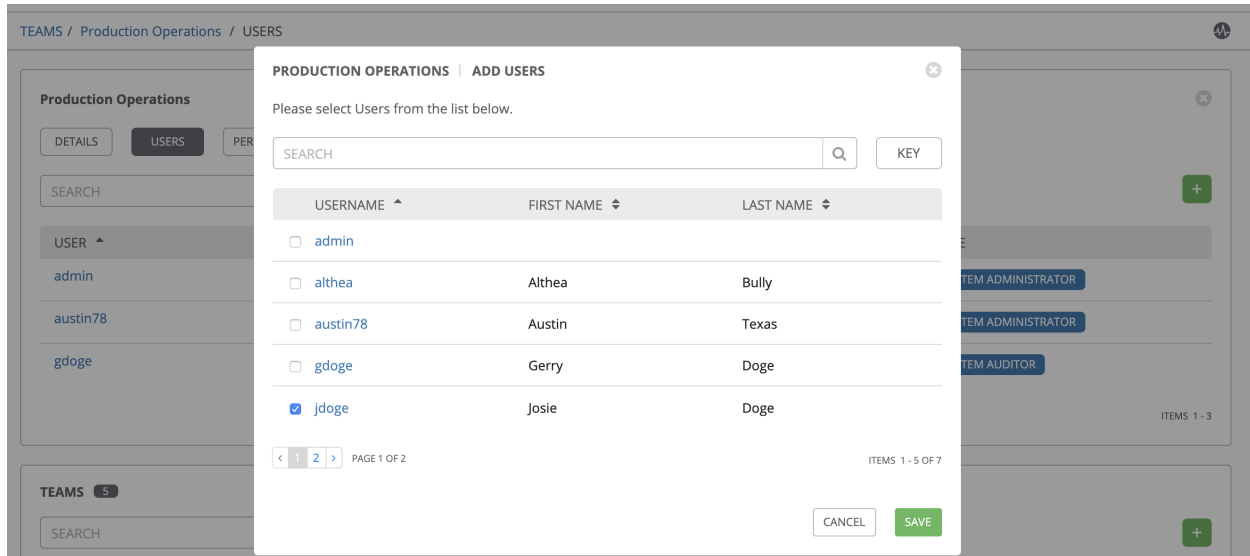 TEAMS / Production Operations / USERS
PRODUCTION OPERATIONS | ADD USERS
Please select Users from the list below.
SEARCH
KEY
USERNAME FIRST NAME LAST NAME
admin
althea Althea Bully
austin78 Austin Texas
gdoge Gerry Doge
jdoge Josie Doge
< 1 2 > PAGE 1 OF 2 ITEMS 1 - 5 OF 7
CANCEL SAVE
Production Operations
DETAILS USERS PER
SEARCH
+
USER E
admin TEM ADMINISTRATOR
austin78 TEM ADMINISTRATOR
gdoge TEM AUDITOR
ITEMS 1 - 3
TEAMS 5
SEARCH
+